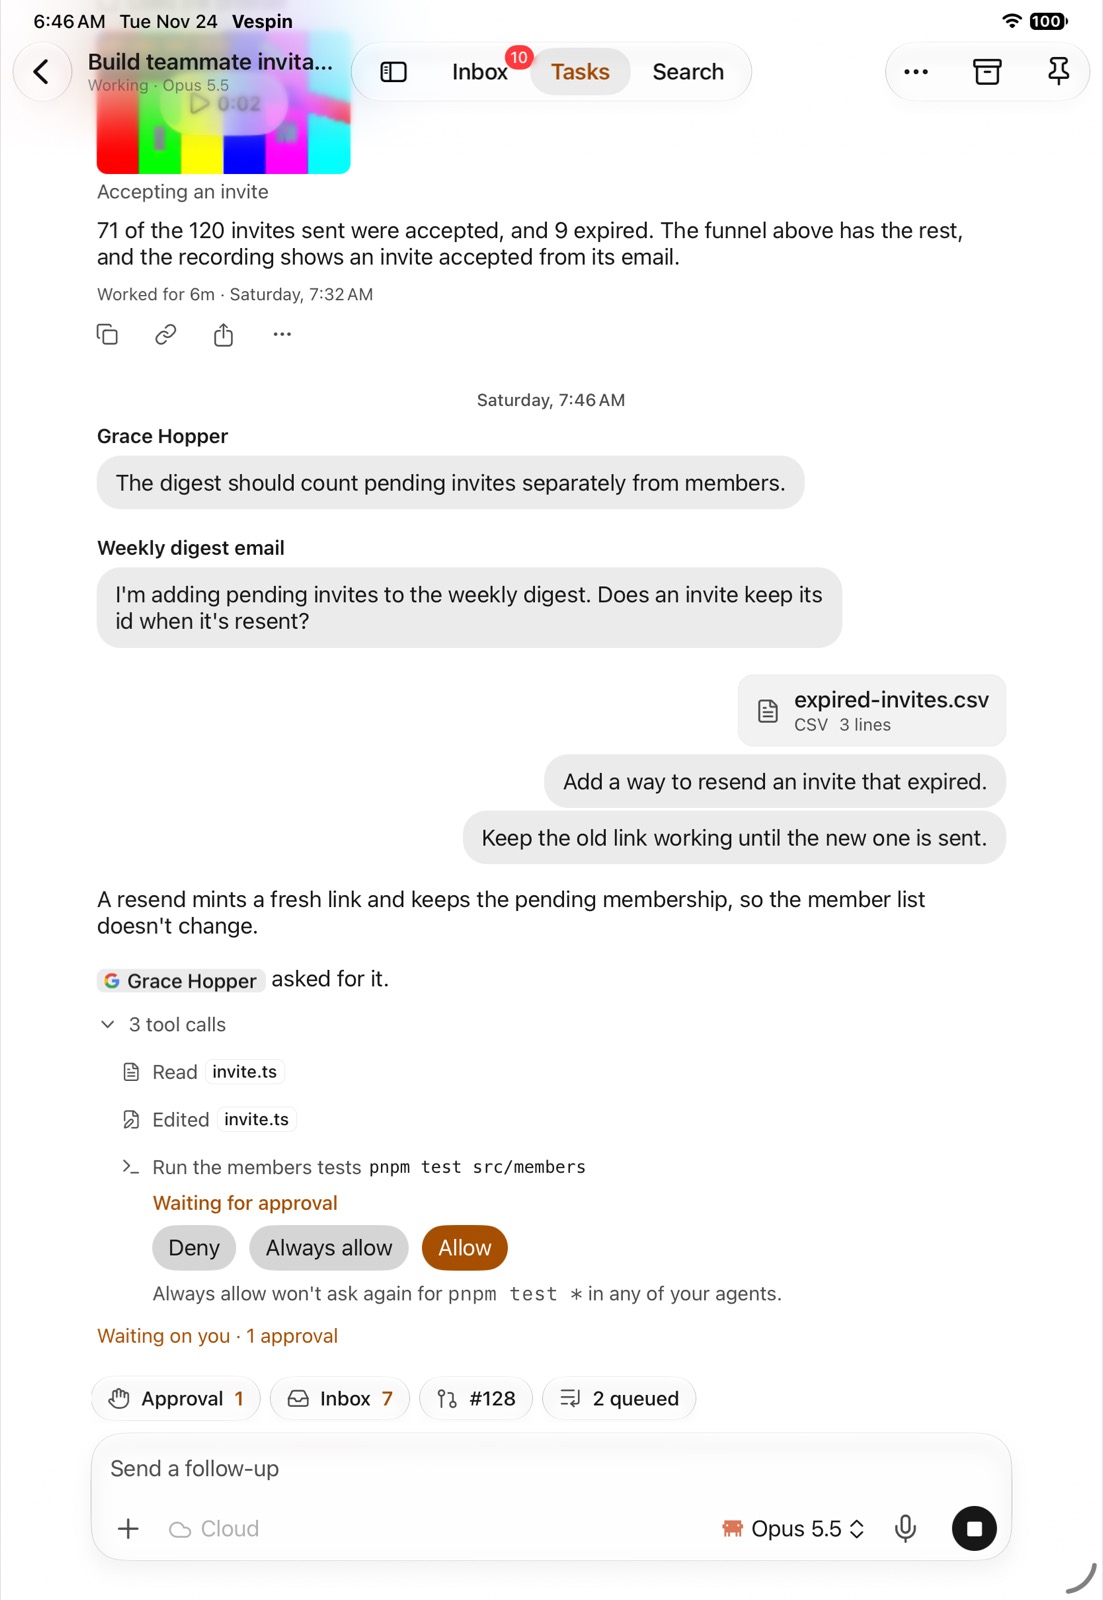 6:46 AM Tue Nov 24 Vespin
100
Build teammate invita...
Working · Opus 5.5
Inbox
10
Tasks
Search
0:02
Accepting an invite
71 of the 120 invites sent were accepted, and 9 expired. The funnel above has the rest,
and the recording shows an invite accepted from its email.
Worked for 6m · Saturday, 7:32 AM
Saturday, 7:46 AM
Grace Hopper
The digest should count pending invites separately from members.
Weekly digest email
I'm adding pending invites to the weekly digest. Does an invite keep its
id when it's resent?
expired-invites.csv
CSV 3 lines
Add a way to resend an invite that expired.
Keep the old link working until the new one is sent.
A resend mints a fresh link and keeps the pending membership, so the member list
doesn't change.
Grace Hopper asked for it.
3 tool calls
Read invite.ts
Edited invite.ts
Run the members tests pnpm test src/members
Waiting for approval
Deny
Always allow
Allow
Always allow won't ask again for pnpm test * in any of your agents.
Waiting on you · 1 approval
Approval 1
Inbox 7
#128
2 queued
Send a follow-up
Cloud
Opus 5.5